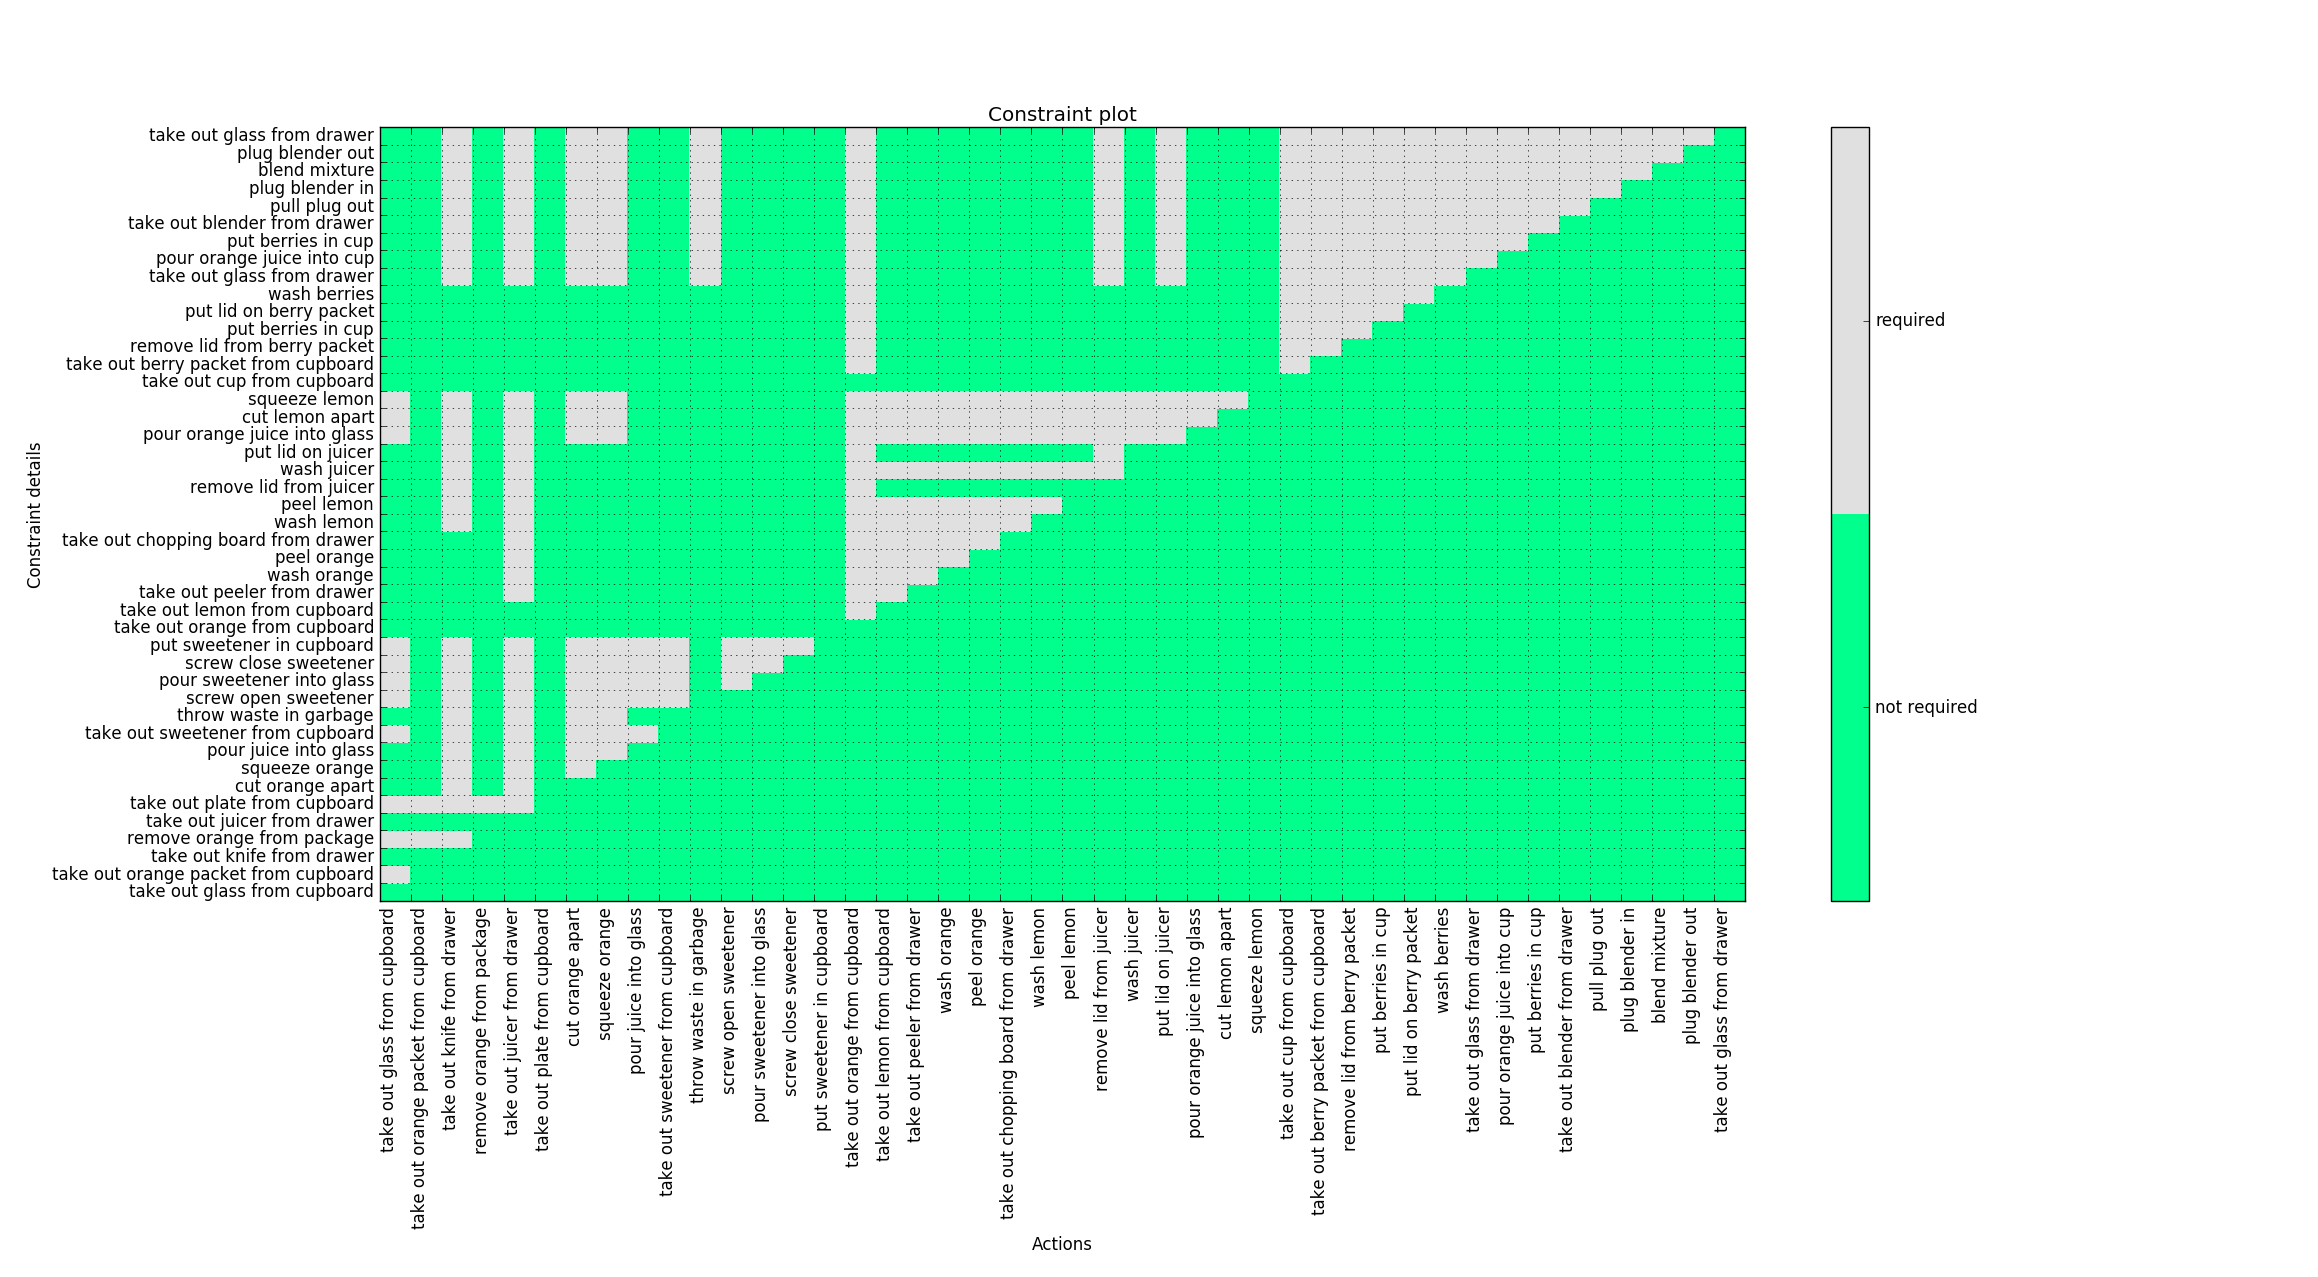 Constraint plot
take out glass from drawer
plug blender out
blend mixture
plug blender in
pull plug out
take out blender from drawer
put berries in cup
pour orange juice into cup
take out glass from drawer
wash berries
put lid on berry packet
put berries in cup
remove lid from berry packet
take out berry packet from cupboard
take out cup from cupboard
squeeze lemon
cut lemon apart
pour orange juice into glass
put lid on juicer
wash juicer
remove lid from juicer
peel lemon
wash lemon
take out chopping board from drawer
peel orange
wash orange
take out peeler from drawer
take out lemon from cupboard
take out orange from cupboard
put sweetener in cupboard
screw close sweetener
pour sweetener into glass
screw open sweetener
throw waste in garbage
take out sweetener from cupboard
pour juice into glass
squeeze orange
cut orange apart
take out plate from cupboard
take out juicer from drawer
remove orange from package
take out knife from drawer
take out orange packet from cupboard
take out glass from cupboard
Constraint details
required
not required
take out glass from cupboard
take out orange packet from cupboard
take out knife from drawer
remove orange from package
take out juicer from drawer
take out plate from cupboard
cut orange apart
squeeze orange
pour juice into glass
take out sweetener from cupboard
throw waste in garbage
screw open sweetener
pour sweetener into glass
screw close sweetener
put sweetener in cupboard
take out orange from cupboard
take out lemon from cupboard
take out peeler from drawer
wash orange
peel orange
take out chopping board from drawer
wash lemon
peel lemon
remove lid from juicer
wash juicer
put lid on juicer
pour orange juice into glass
cut lemon apart
squeeze lemon
take out cup from cupboard
take out berry packet from cupboard
remove lid from berry packet
put berries in cup
put lid on berry packet
wash berries
take out glass from drawer
pour orange juice into cup
put berries in cup
take out blender from drawer
pull plug out
plug blender in
blend mixture
plug blender out
take out glass from drawer
Actions